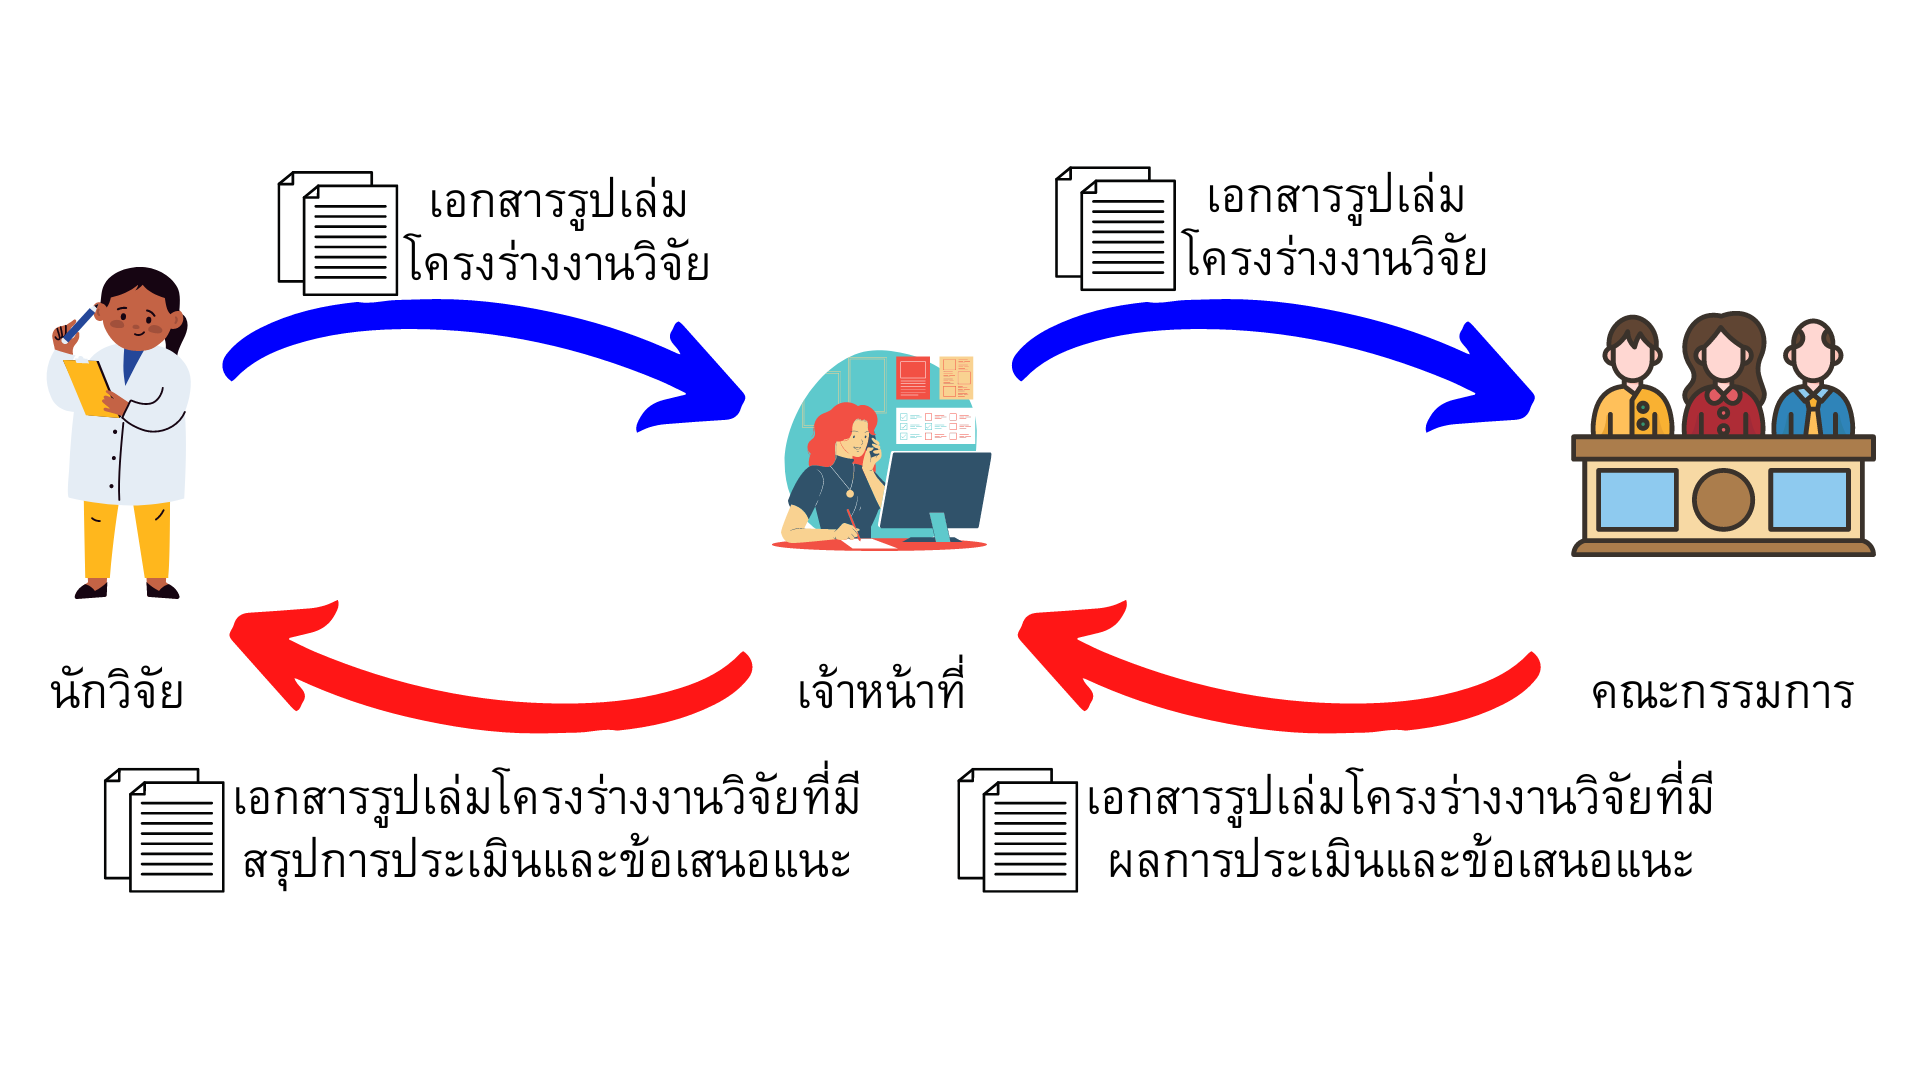 เอกสารรูปเล่ม
โครงร่างงานวิจัย
เอกสารรูปเล่ม
โครงร่างงานวิจัย
นักวิจัย
เจ้าหน้าที่
คณะกรรมการ
เอกสารรูปเล่มโครงร่างงานวิจัยที่มี
สรุปการประเมินและข้อเสนอแนะ
เอกสารรูปเล่มโครงร่างงานวิจัยที่มี
ผลการประเมินและข้อเสนอแนะ